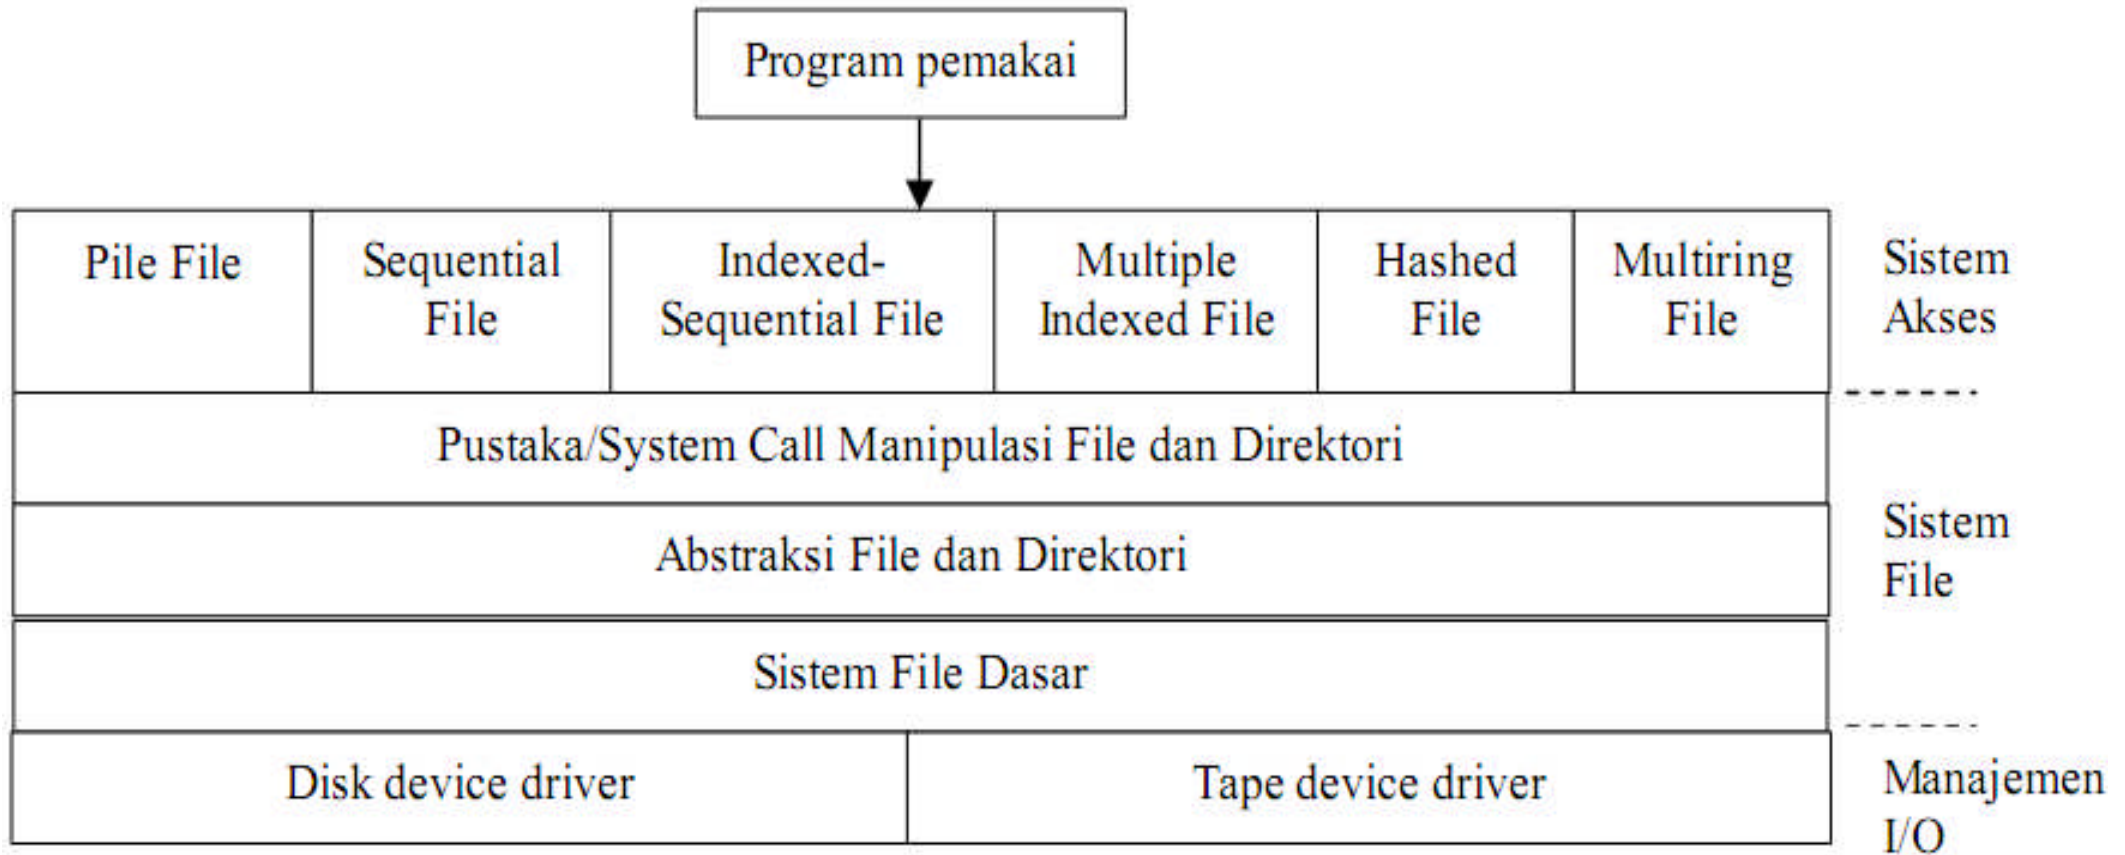 Program pemakai
Pile File
Sequential
File
Indexed-
Sequential File
Multiple
Indexed File
Hashed
File
Multiring
File
Sistem
Akses
Pustaka/System Call Manipulasi File dan Direktori
Abstraksi File dan Direktori
Sistem
File
Sistem File Dasar
Disk device driver
Tape device driver
Manajemen
I/O